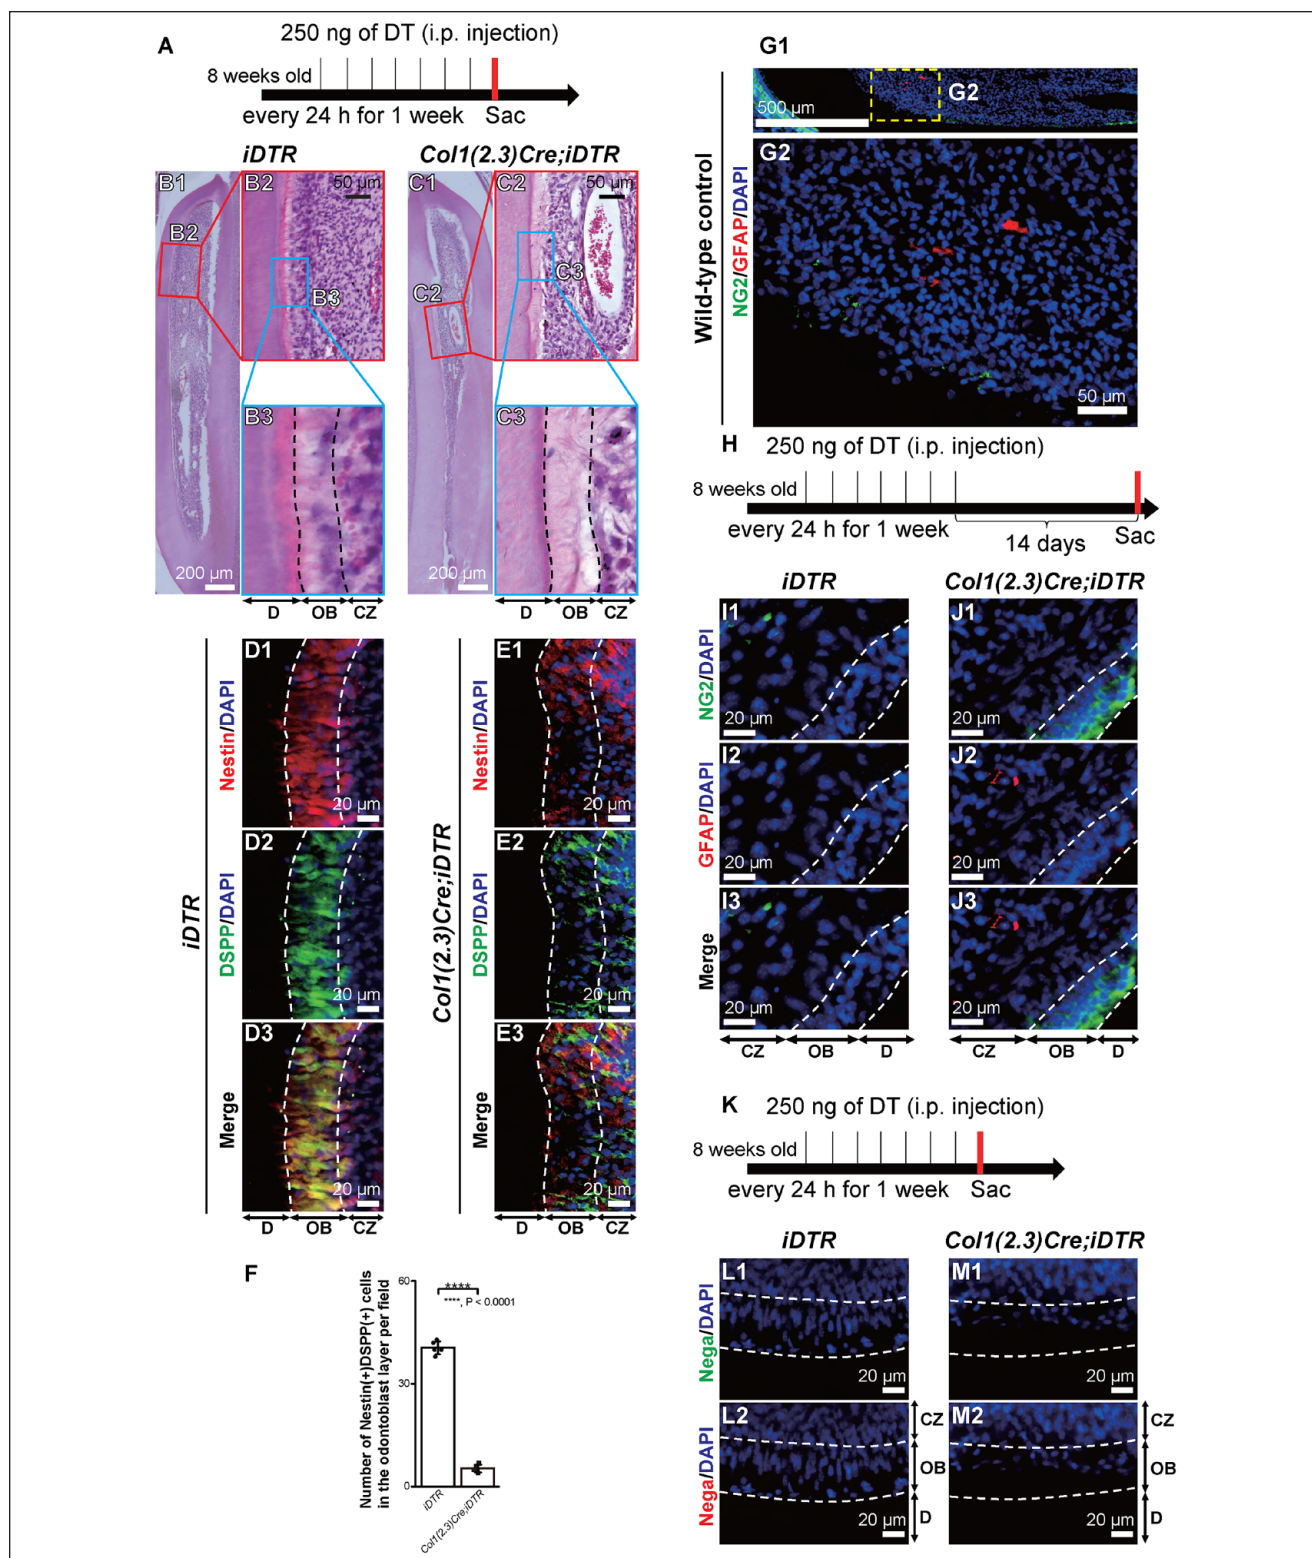 A
250 ng of DT (i.p. injection)
8 weeks old
every 24 h for 1 week
Sac
iDTR
Col1(2.3)Cre;iDTR
B1
B2
200 µm
B2
50 µm
B3
B3
C1
C2
200 µm
C2
50 µm
C3
C3
D
OB
CZ
D
OB
CZ
iDTR
Nestin/DAPI
D1
20 µm
DSPP/DAPI
D2
20 µm
Merge
D3
20 µm
D
OB
CZ
Col1(2.3)Cre;iDTR
Nestin/DAPI
E1
20 µm
DSPP/DAPI
E2
20 µm
Merge
E3
20 µm
D
OB
CZ
F
Number of Nestin(+)DSPP(+) cells
in the odontoblast layer per field
60
30
0
****
****, P < 0.0001
iDTR
Col1(2.3)Cre;iDTR
G1
500 µm
G2
Wild-type control
NG2/GFAP/DAPI
G2
50 µm
H
250 ng of DT (i.p. injection)
8 weeks old
every 24 h for 1 week
14 days
Sac
iDTR
Col1(2.3)Cre;iDTR
NG2/DAPI
I1
20 µm
J1
20 µm
GFAP/DAPI
I2
20 µm
J2
20 µm
Merge
I3
20 µm
J3
20 µm
CZ
OB
D
CZ
OB
D
K
250 ng of DT (i.p. injection)
8 weeks old
every 24 h for 1 week
Sac
iDTR
Col1(2.3)Cre;iDTR
Nega/DAPI
L1
20 µm
M1
20 µm
Nega/DAPI
L2
20 µm
CZ
OB
D
M2
20 µm
CZ
OB
D